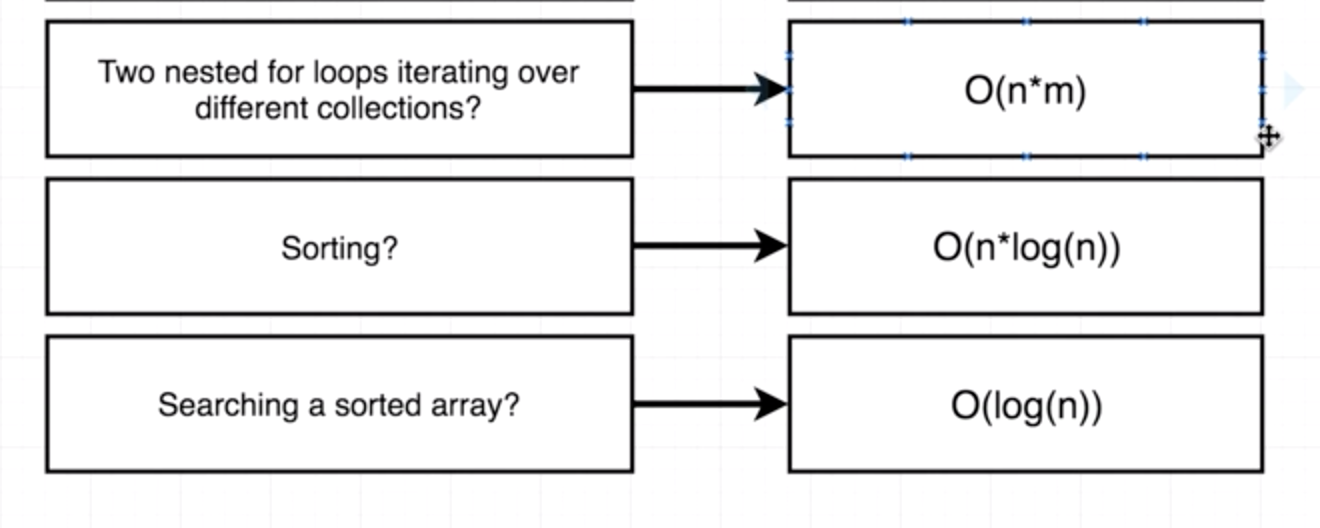 Two nested for loops iterating over
different collections?
O(n*m)
Sorting?
O(n*log(n))
Searching a sorted array?
O(log(n))